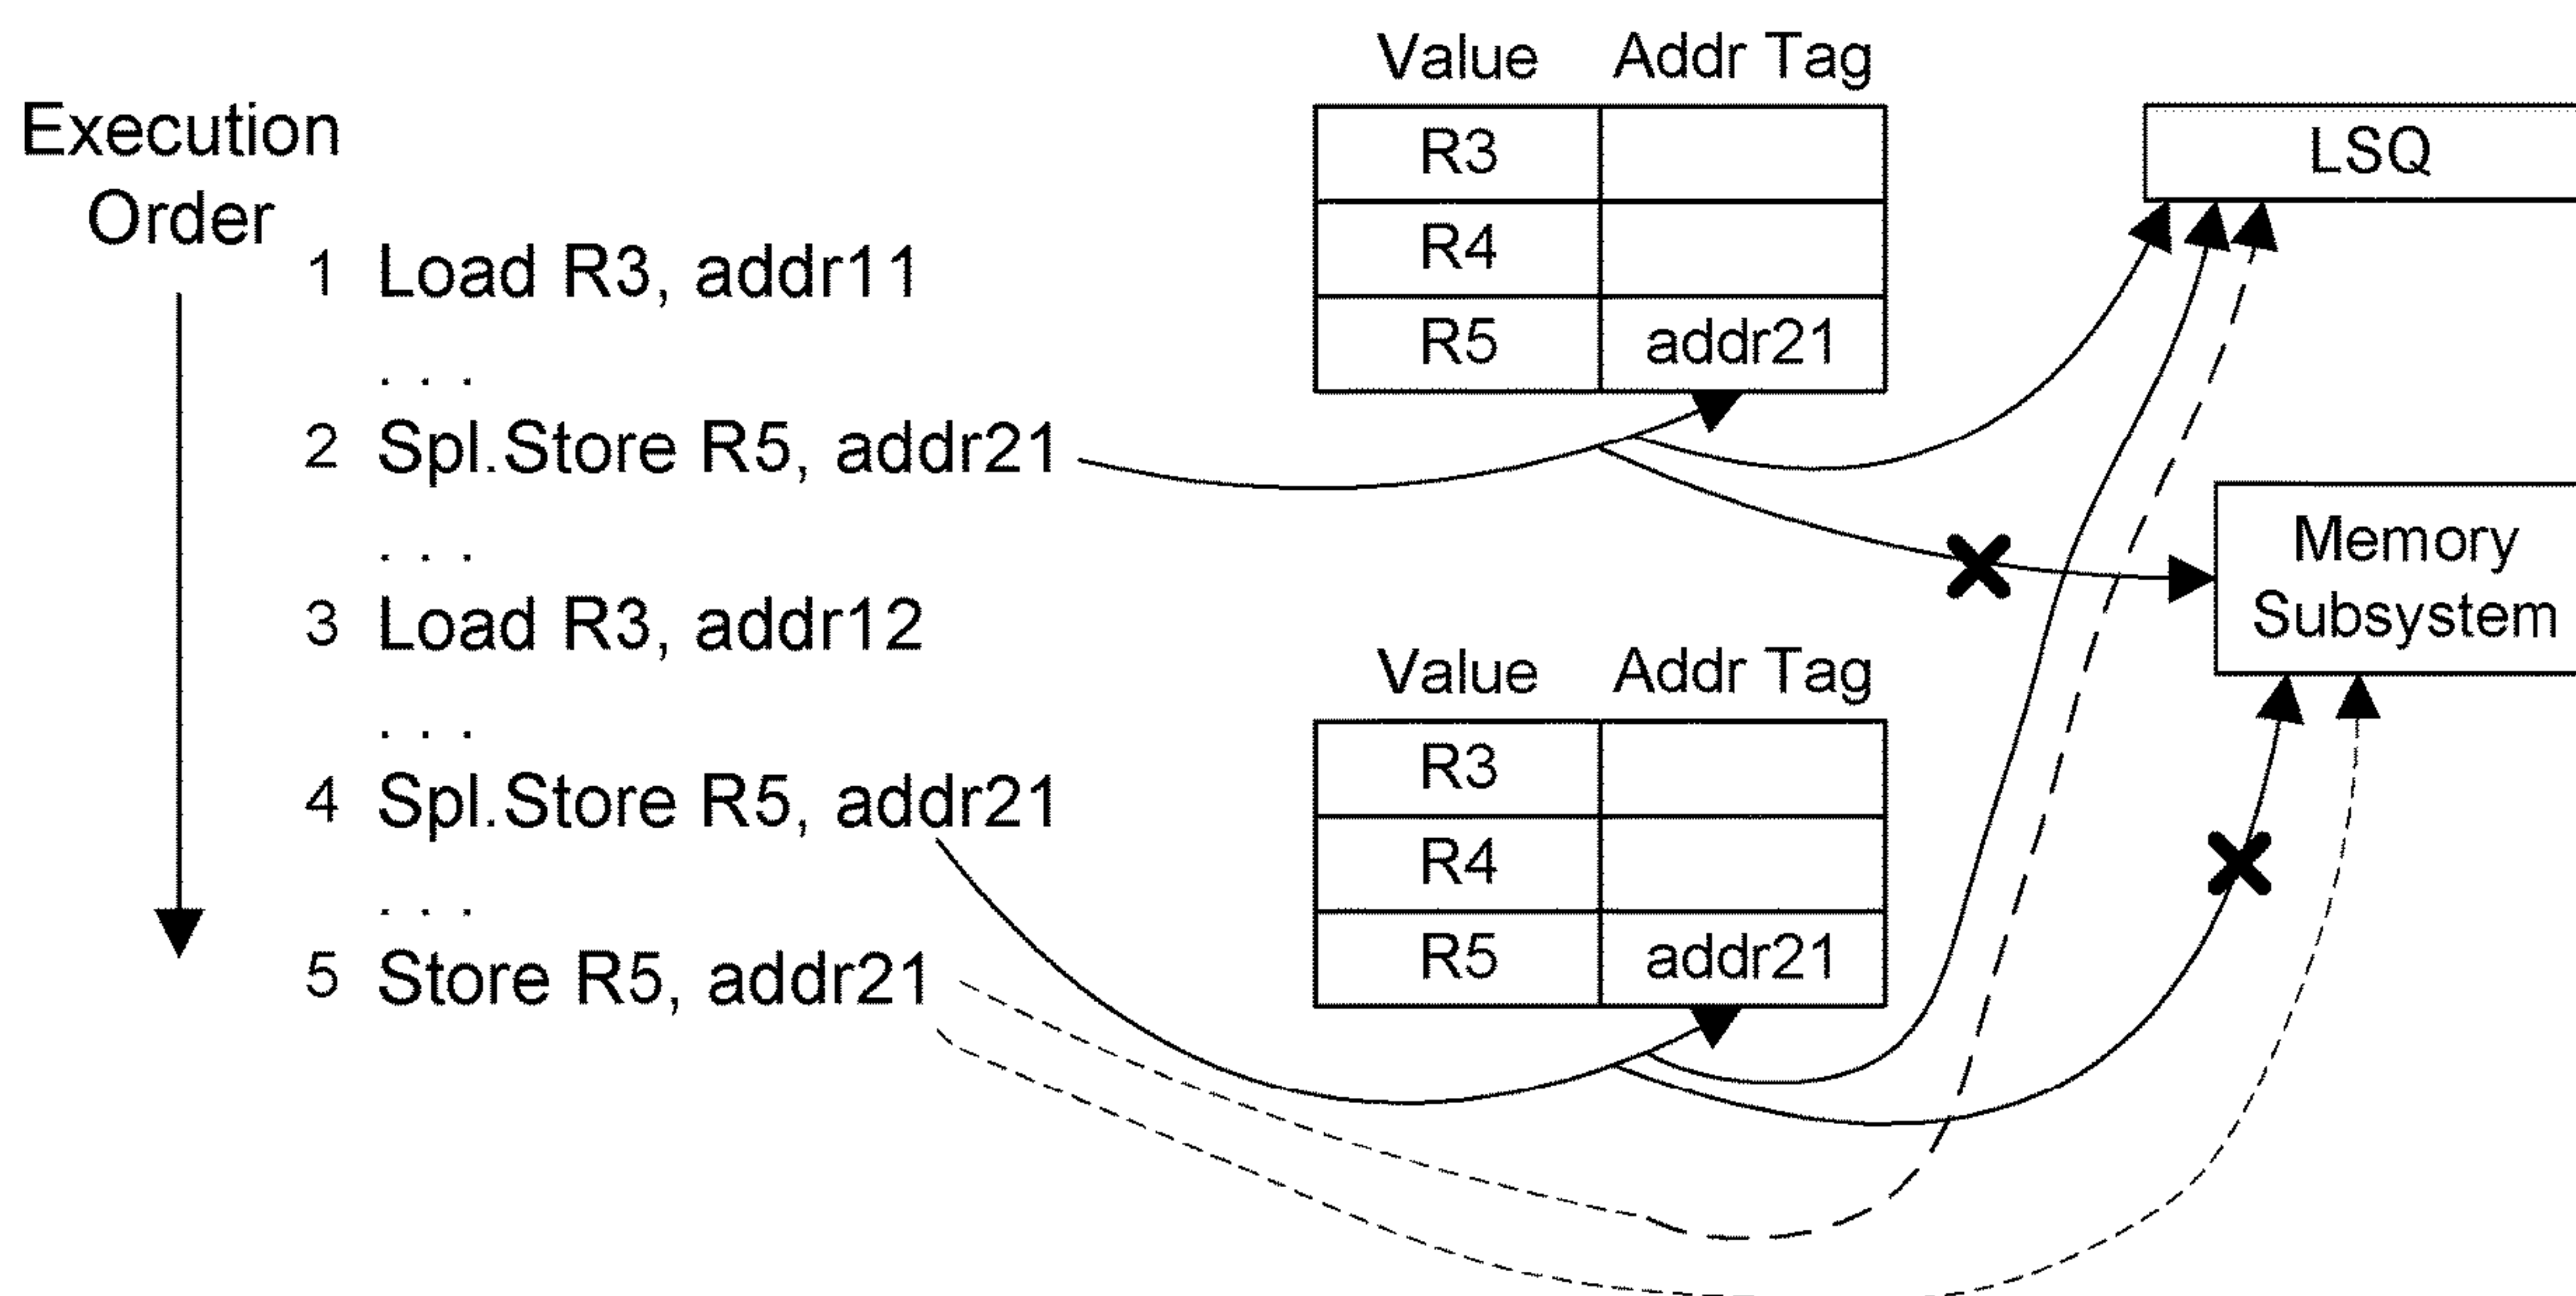 Execution
Order
1 Load R3, addr11
. . .
2 Spl.Store R5, addr21
. . .
3 Load R3, addr12
. . .
4 Spl.Store R5, addr21
. . .
5 Store R5, addr21
Value Addr Tag
R3
R4
R5 addr21
Value Addr Tag
R3
R4
R5 addr21
LSQ
Memory
Subsystem